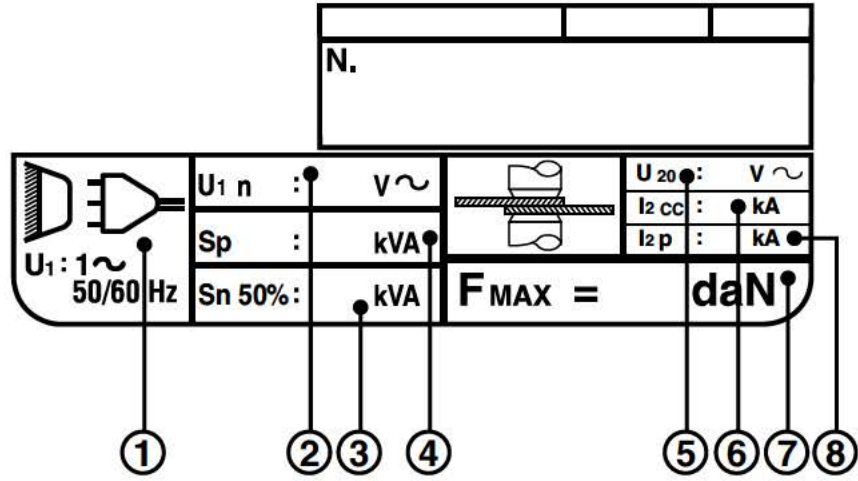 N.
U1 n : V~
U 20 : V ~
I2 CC : kA
Sp : kVA
I2 p : kA
U1 : 1~
50/60 Hz
Sn 50% : kVA
FMAX = daN
1 2 3 4 5 6 7 8